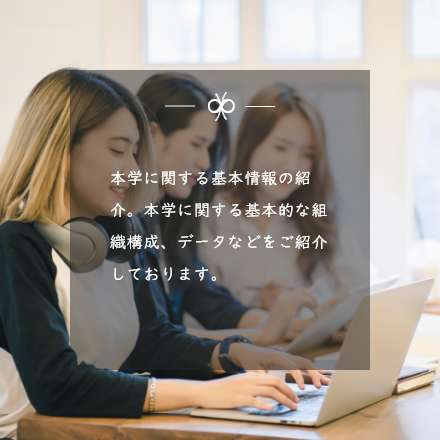 本学に関する基本情報の紹
介。本学に関する基本的な組
織構成、データなどをご紹介
しております。